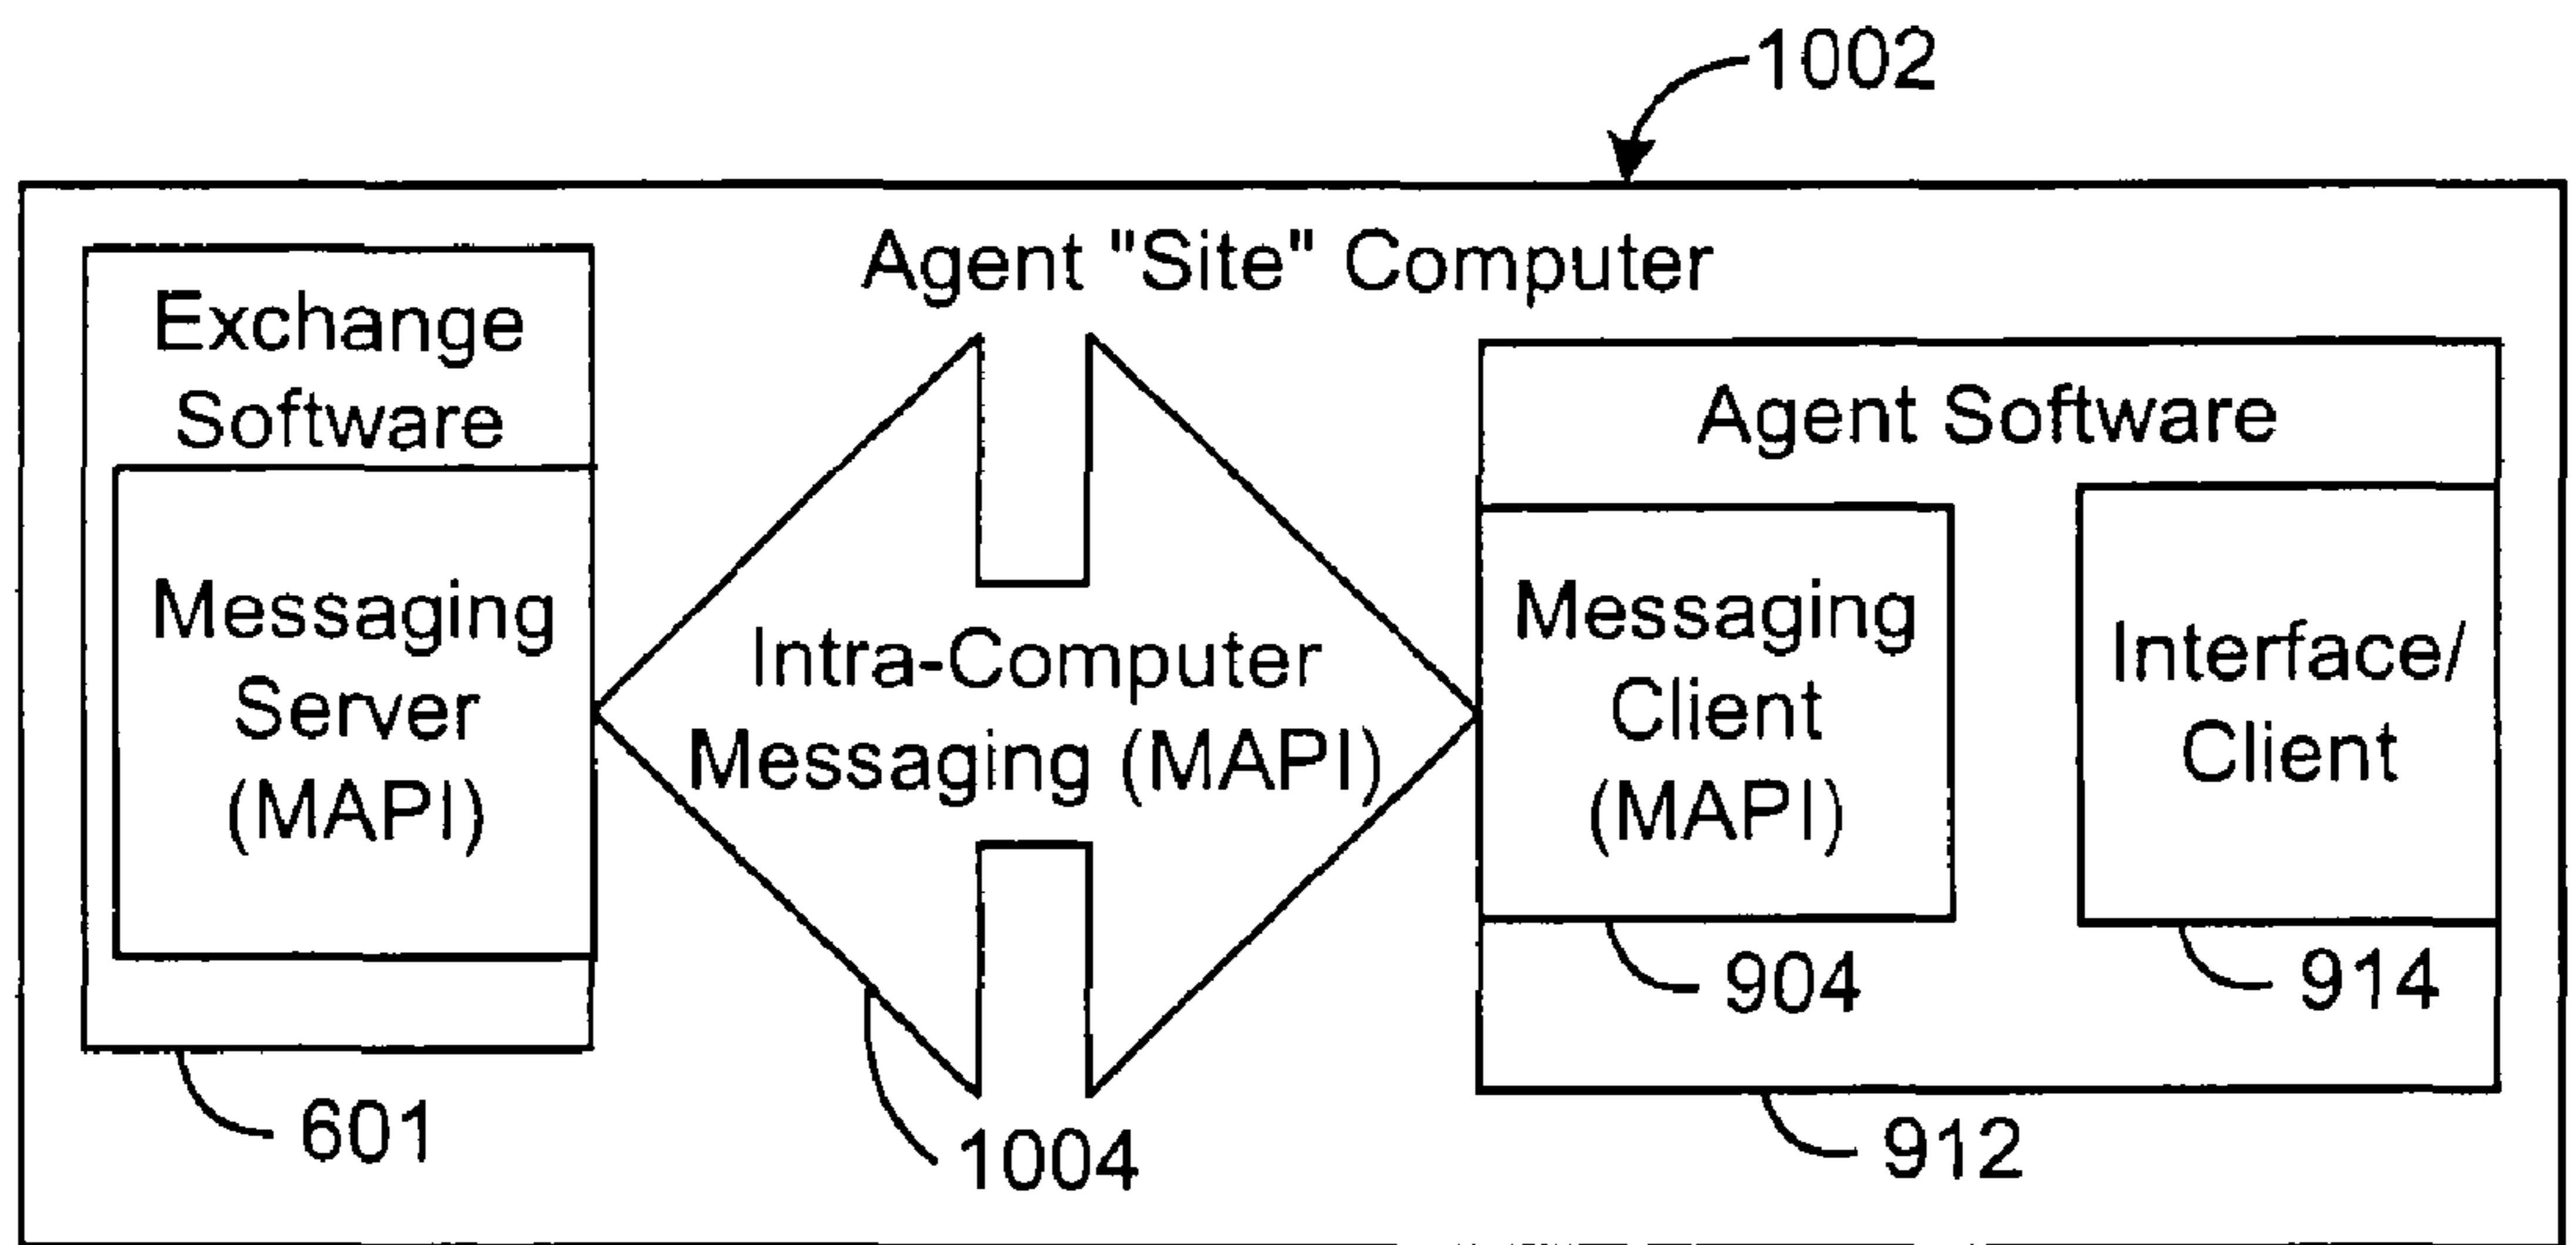 1002
Agent "Site" Computer
Exchange
Software
Messaging
Server
(MAPI)
601
Intra-Computer
Messaging (MAPI)
1004
Agent Software
Messaging
Client
(MAPI)
904
Interface/
Client
914
912